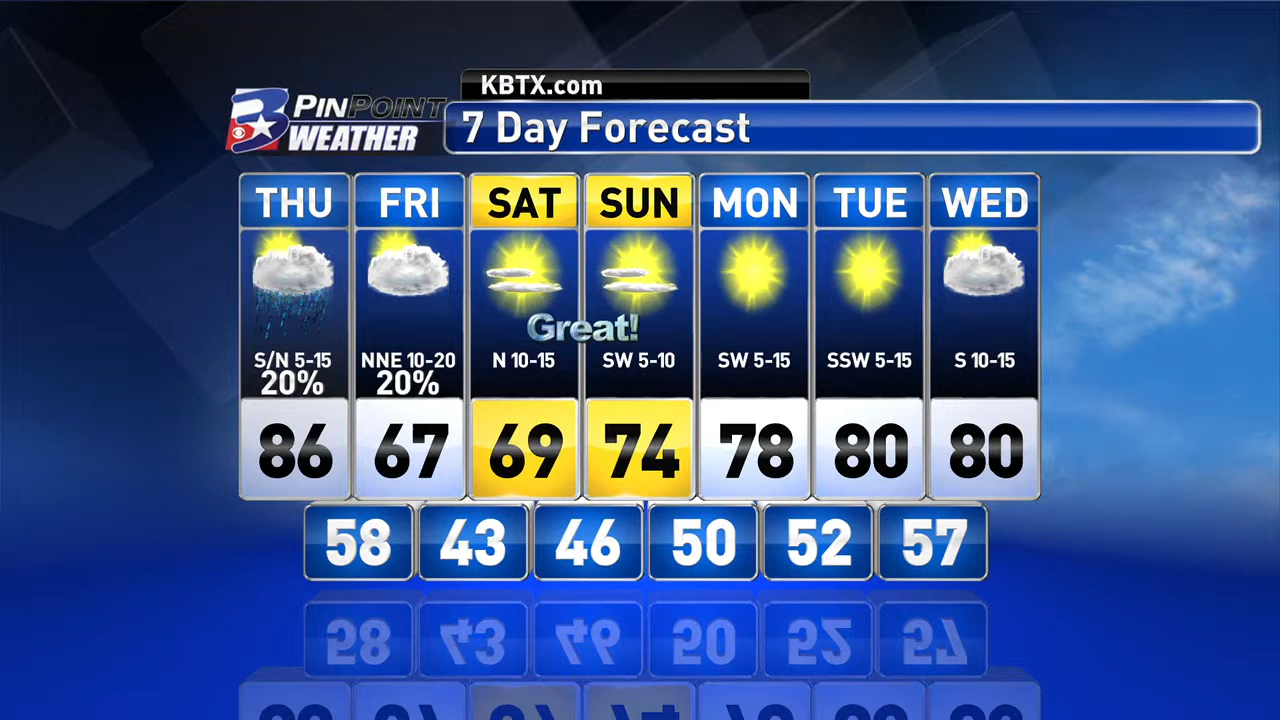 KBTX.com
3 PINPOINT
WEATHER
7 Day Forecast
THU FRI SAT SUN MON TUE WED
Great!
S/N 5-15 NNE 10-20 N 10-15 SW 5-10 SW 5-15 SSW 5-15 S 10-15
20% 20%
86 67 69 74 78 80 80
58 43 46 50 52 57